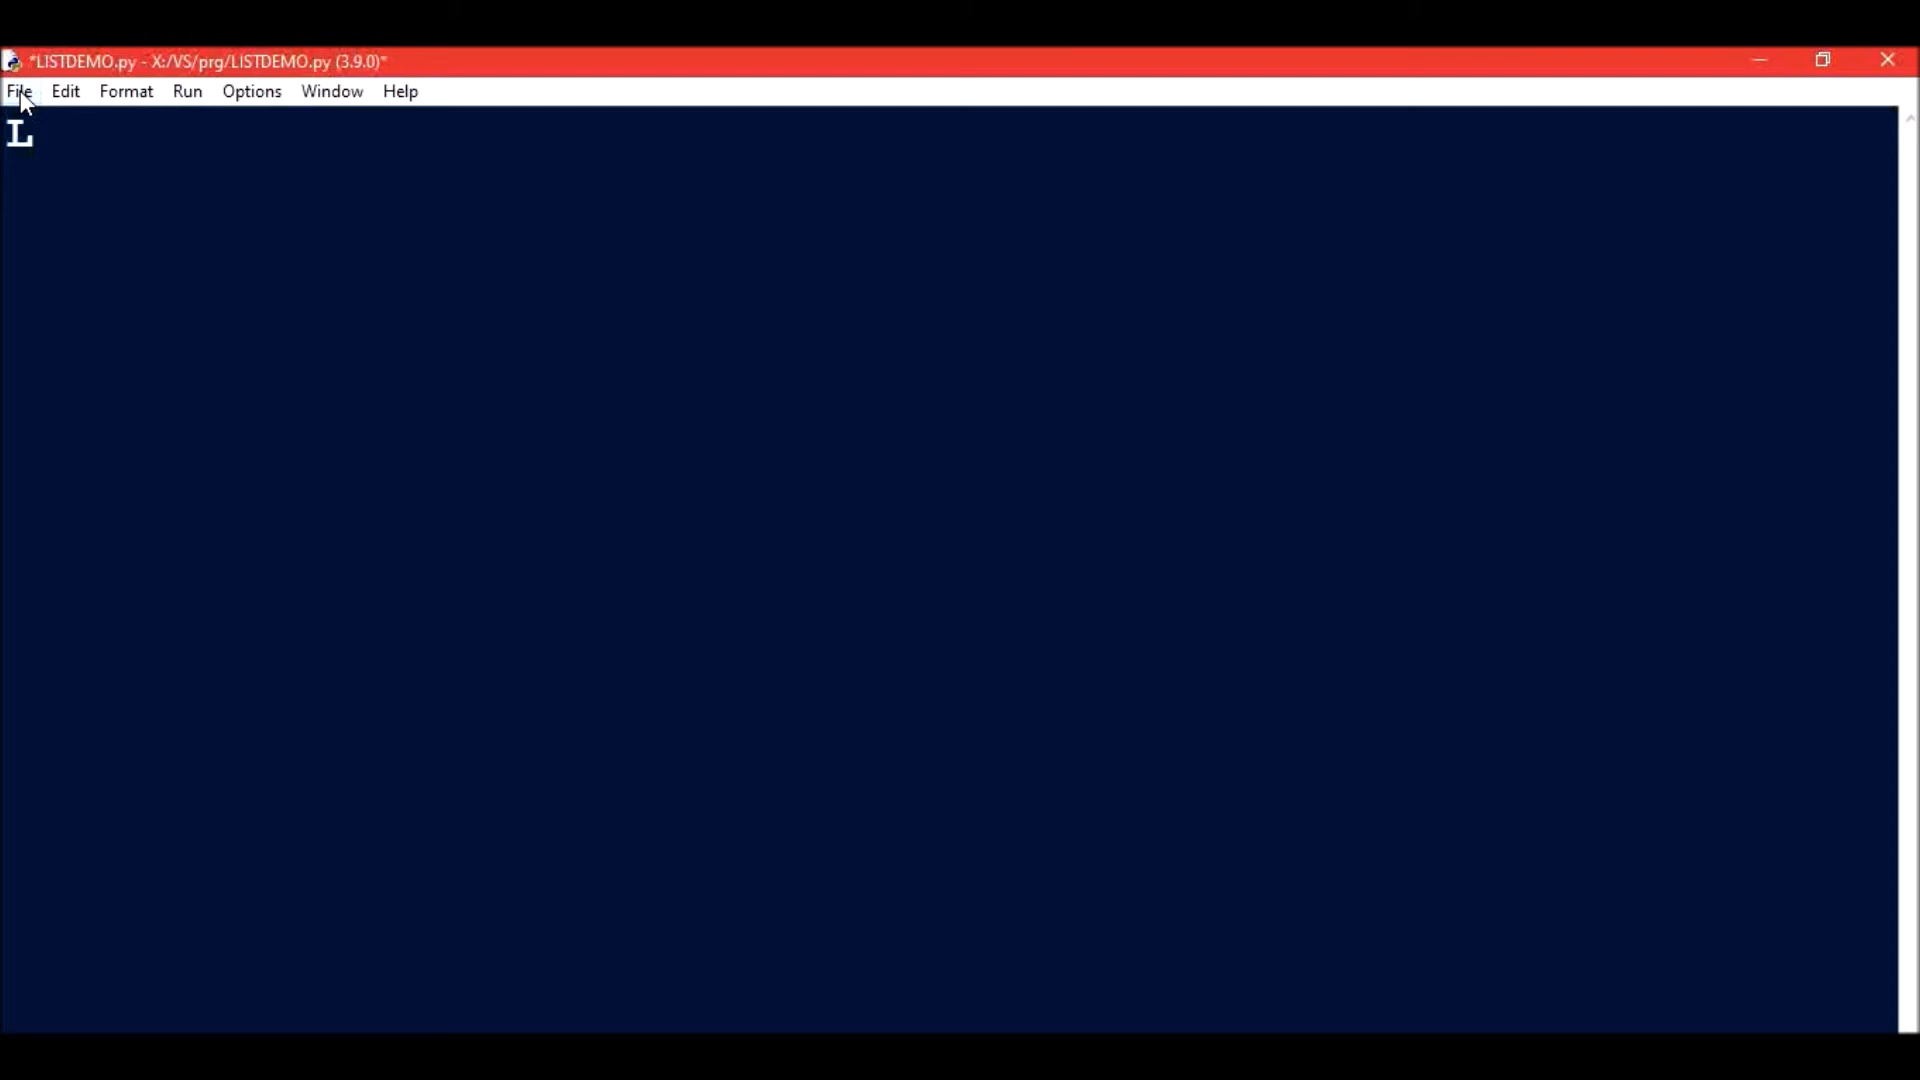 *LISTDEMO.py - X:/VS/prg/LISTDEMO.py (3.9.0)*
File Edit Format Run Options Window Help
L